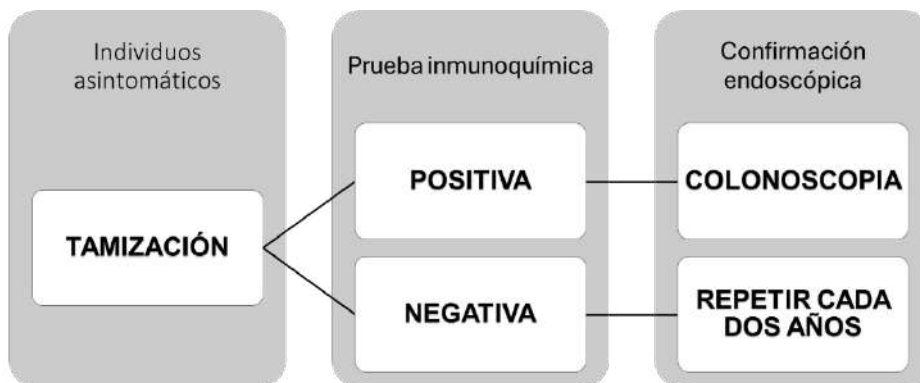 Individuos
asintomáticos
TAMIZACIÓN
Prueba inmunoquímica
POSITIVA
NEGATIVA
Confirmación
endoscópica
COLONOSCOPIA
REPETIR CADA
DOS AÑOS